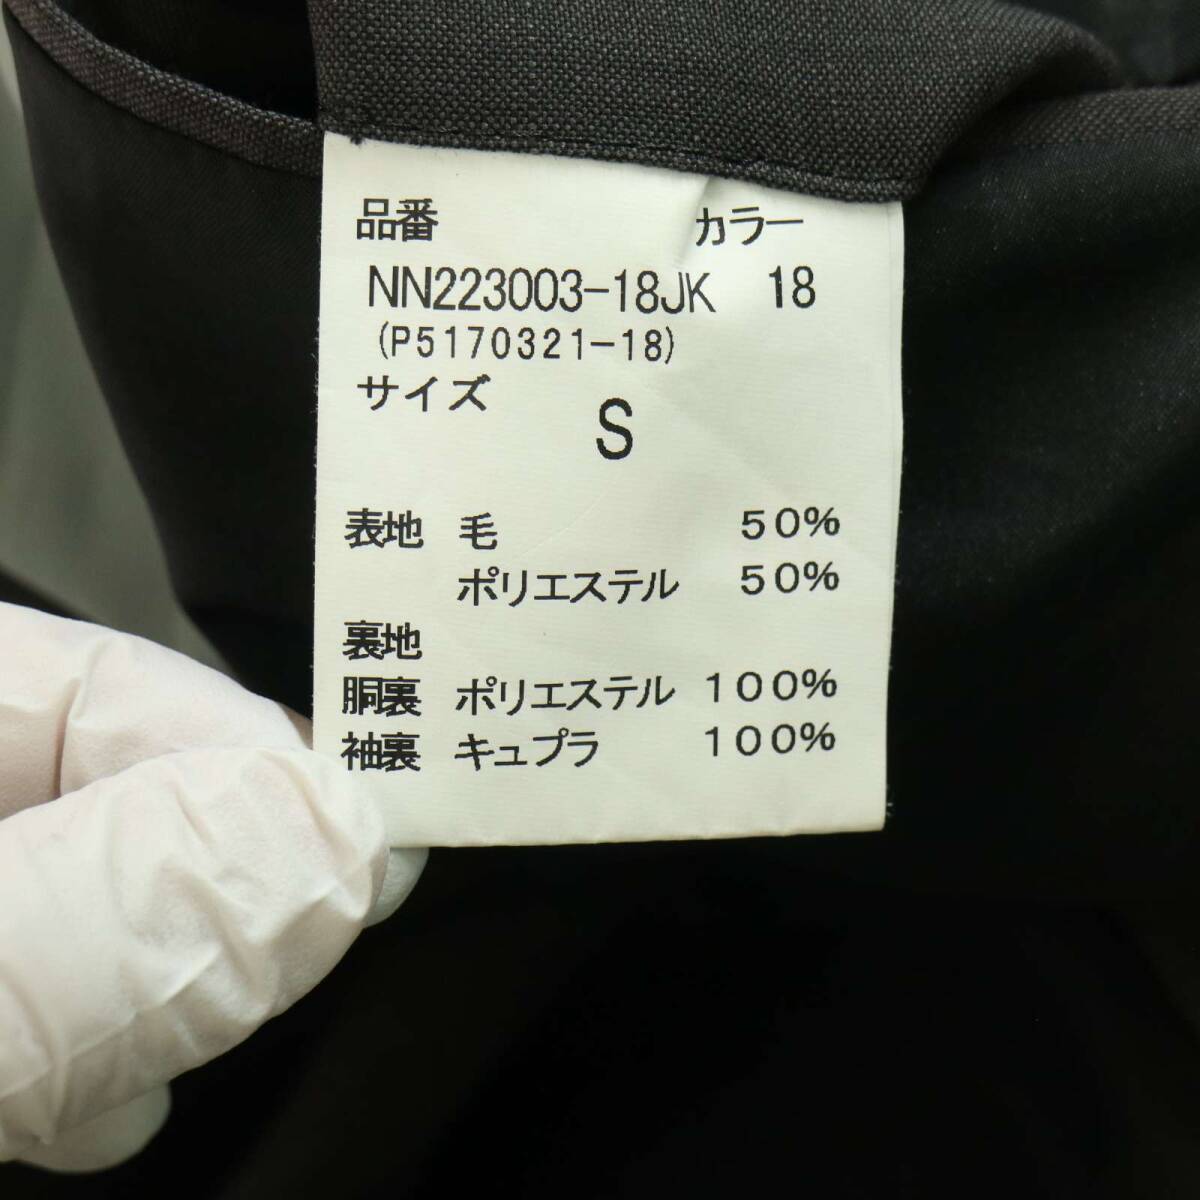 品番 カラー
NN223003-18JK 18
(P5170321-18)
サイズ
S
表地 毛 50%
ポリエステル 50%
裏地
胴裏 ポリエステル 100%
袖裏 キュプラ 100%